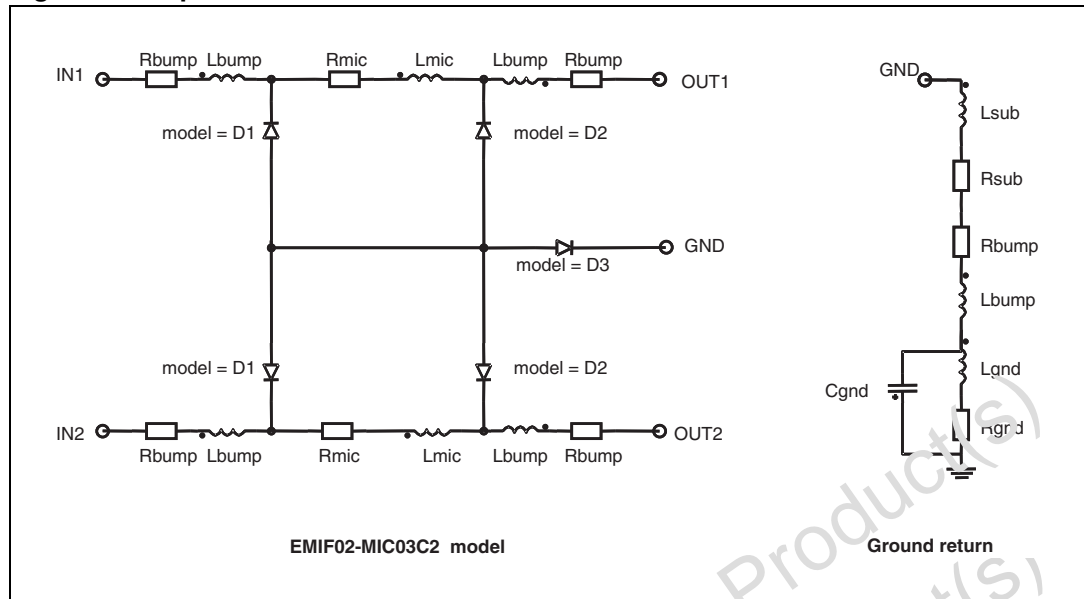 Rbump Lbump Rmic Lmic Lbump Rbump
IN1 OUT1
GND
Lsub
model = D1 model = D2
Rsub
Rbump
GND
model = D3
Lbump
model = D1 model = D2
Lgnd
Cgnd
Rgnd
IN2 OUT2
Rbump Lbump Rmic Lmic Lbump Rbump
EMIF02-MIC03C2 model
Ground return
Product(s)